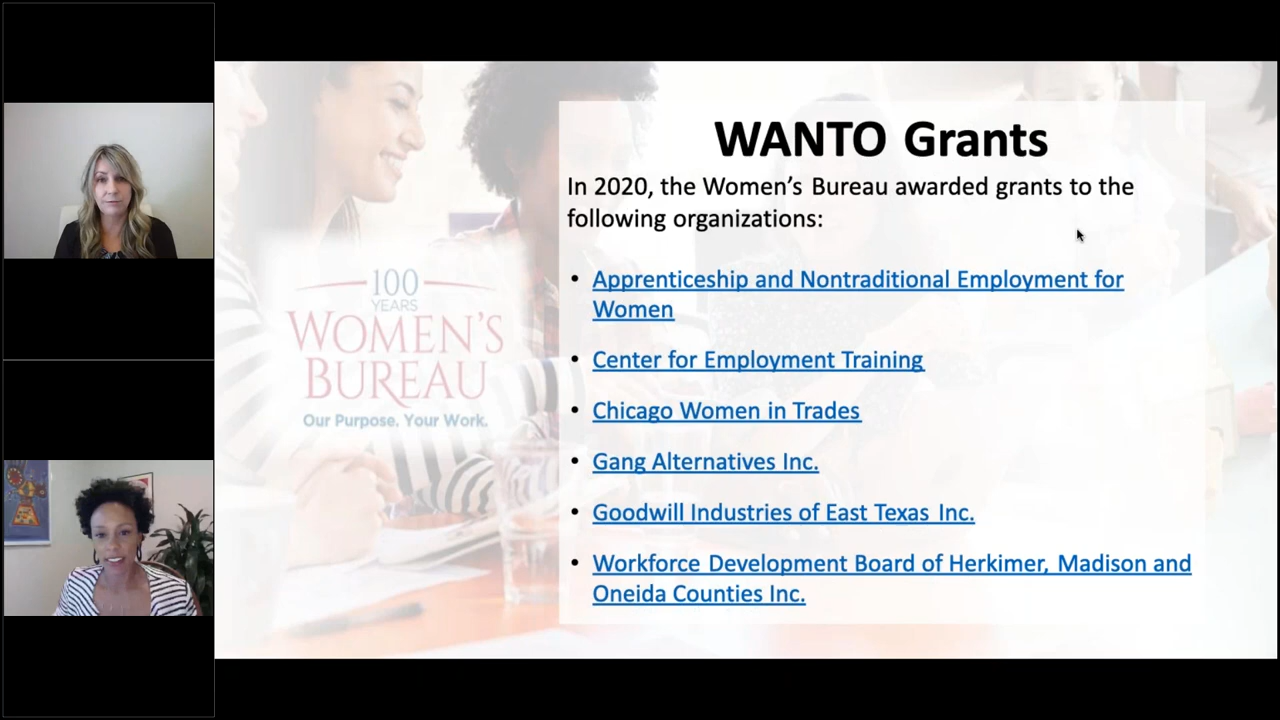 WANTO Grants
In 2020, the Women's Bureau awarded grants to the
following organizations:
• Apprenticeship and Nontraditional Employment for
Women
• Center for Employment Training
• Chicago Women in Trades
• Gang Alternatives Inc.
• Goodwill Industries of East Texas Inc.
• Workforce Development Board of Herkimer, Madison and
Oneida Counties Inc.
100
YEARS
WOMEN'S
BUREAU
Our Purpose. Your Work.